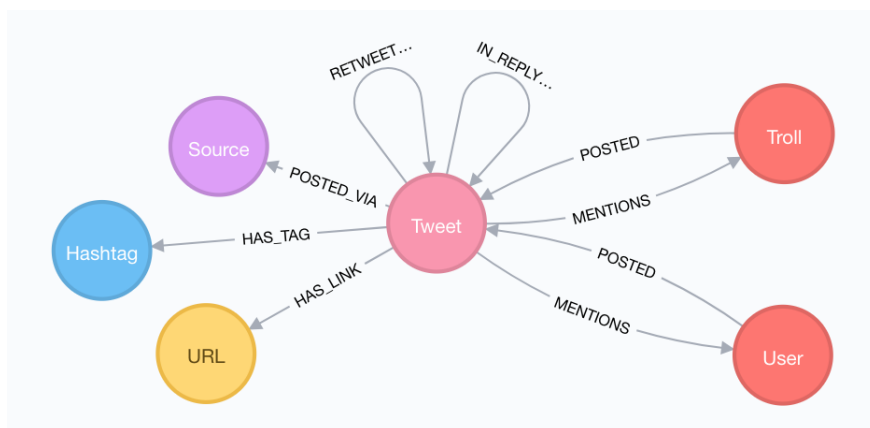 RETWEET...
IN_REPLY...
Source
Troll
POSTED
POSTED_VIA
MENTIONS
Tweet
Hashtag
HAS_TAG
POSTED
HAS_LINK
MENTIONS
URL
User